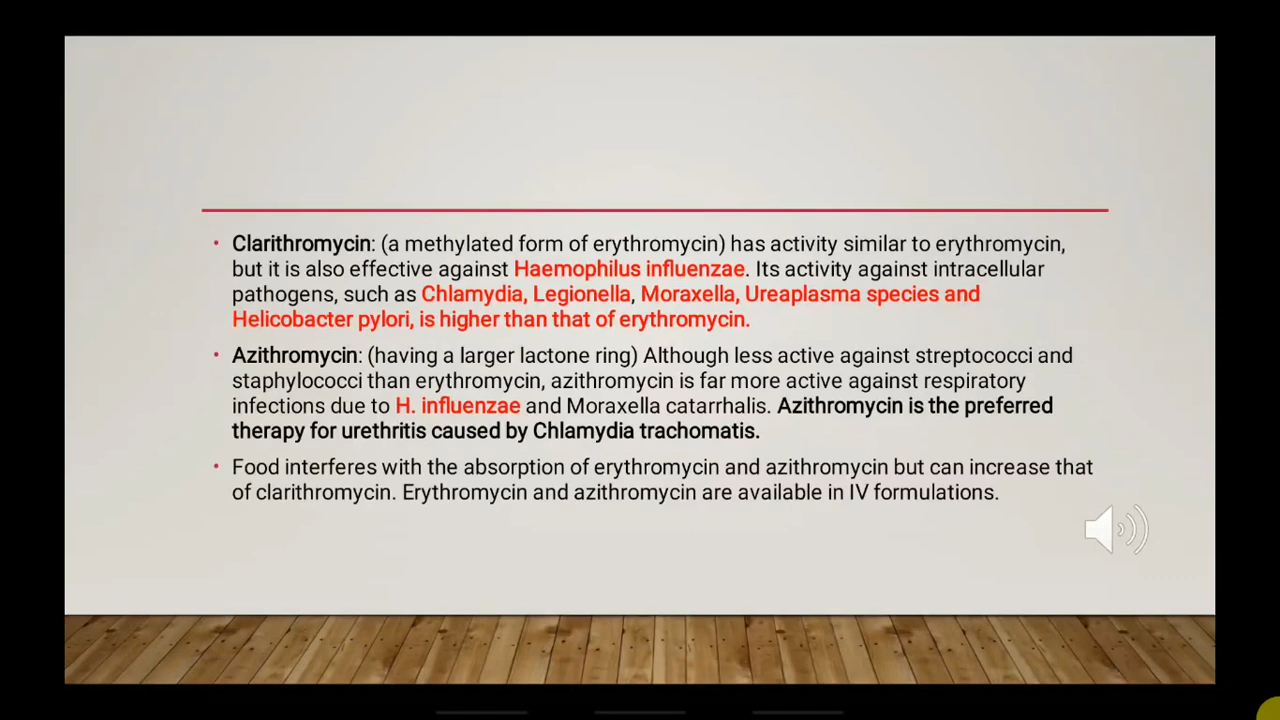 • Clarithromycin: (a methylated form of erythromycin) has activity similar to erythromycin,
but it is also effective against Haemophilus influenzae. Its activity against intracellular
pathogens, such as Chlamydia, Legionella, Moraxella, Ureaplasma species and
Helicobacter pylori, is higher than that of erythromycin.
• Azithromycin: (having a larger lactone ring) Although less active against streptococci and
staphylococci than erythromycin, azithromycin is far more active against respiratory
infections due to H. influenzae and Moraxella catarrhalis. Azithromycin is the preferred
therapy for urethritis caused by Chlamydia trachomatis.
• Food interferes with the absorption of erythromycin and azithromycin but can increase that
of clarithromycin. Erythromycin and azithromycin are available in IV formulations.